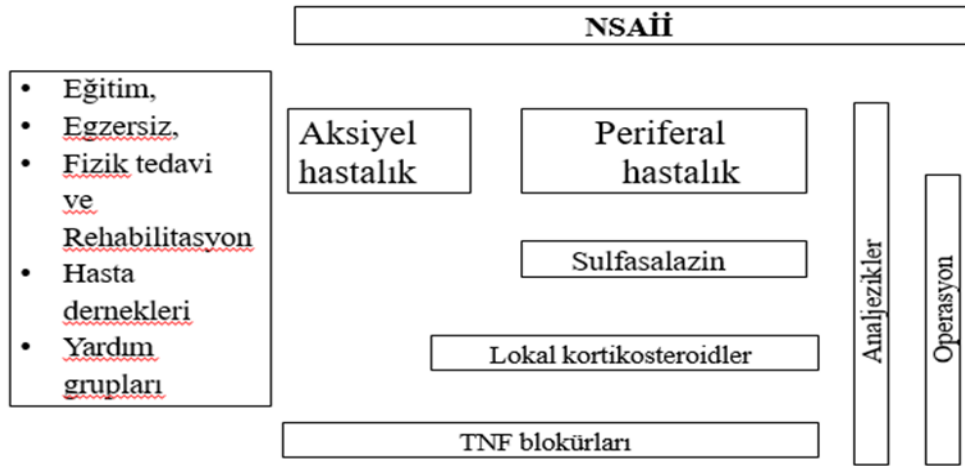 NSAİİ
• Eğitim,
• Egzersiz,
• Fizik tedavi
ve
Rehabilitasyon
• Hasta
dernekleri
• Yardım
grupları
Aksiyel
hastalık
Periferal
hastalık
Sulfasalazin
Lokal kortikosteroidler
TNF blokürları
Analjezikler
Operasyon